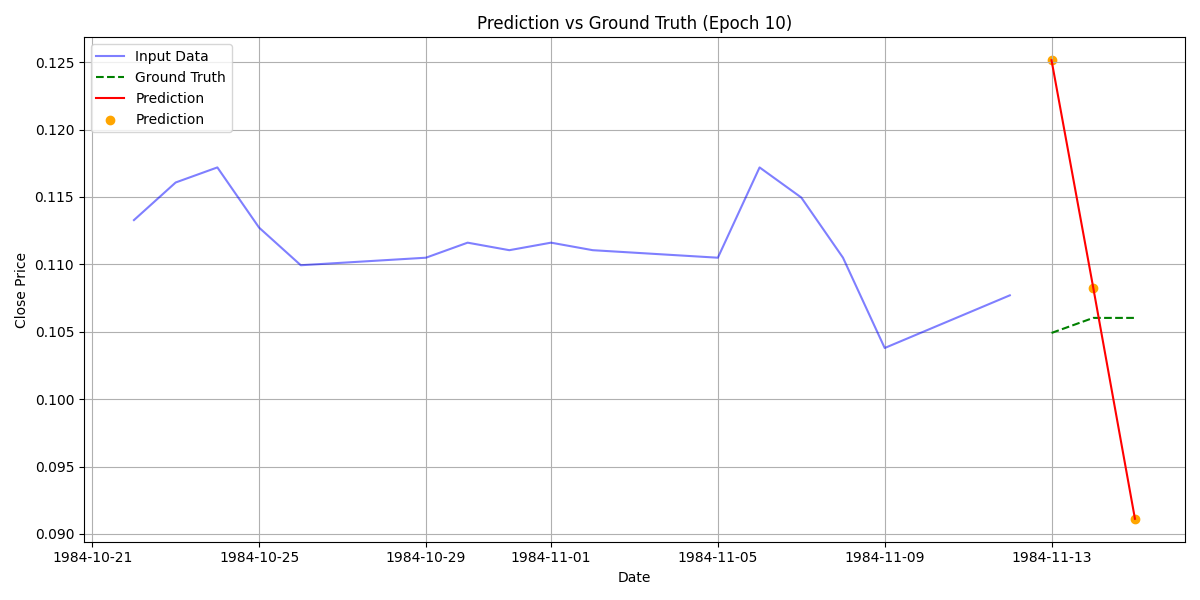 Prediction vs Ground Truth (Epoch 10)
Input Data
Ground Truth
Prediction
Prediction
Close Price
0.125
0.120
0.115
0.110
0.105
0.100
0.095
0.090
1984-10-21
1984-10-25
1984-10-29
1984-11-01
1984-11-05
1984-11-09
1984-11-13
Date